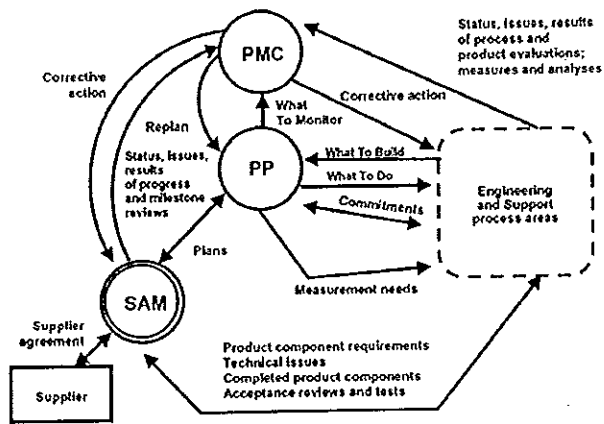 Status, Issues, results
of process and
product evaluations;
measures and analyses
PMC
Corrective
action
Corrective action
What
To Monitor
Replan
Status, Issues,
results
of progress
and milestone
reviews
PP
What To Build
What To Do
Commitments
Engineering
and Support
process areas
Plans
Measurement needs
SAM
Supplier
agreement
Product component requirements
Technical issues
Completed product components
Acceptance reviews and tests
Supplier